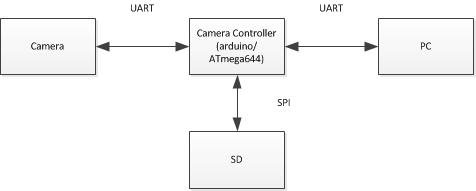 UART
UART
Camera
Camera Controller
(arduino/
ATmega644)
PC
SPI
SD